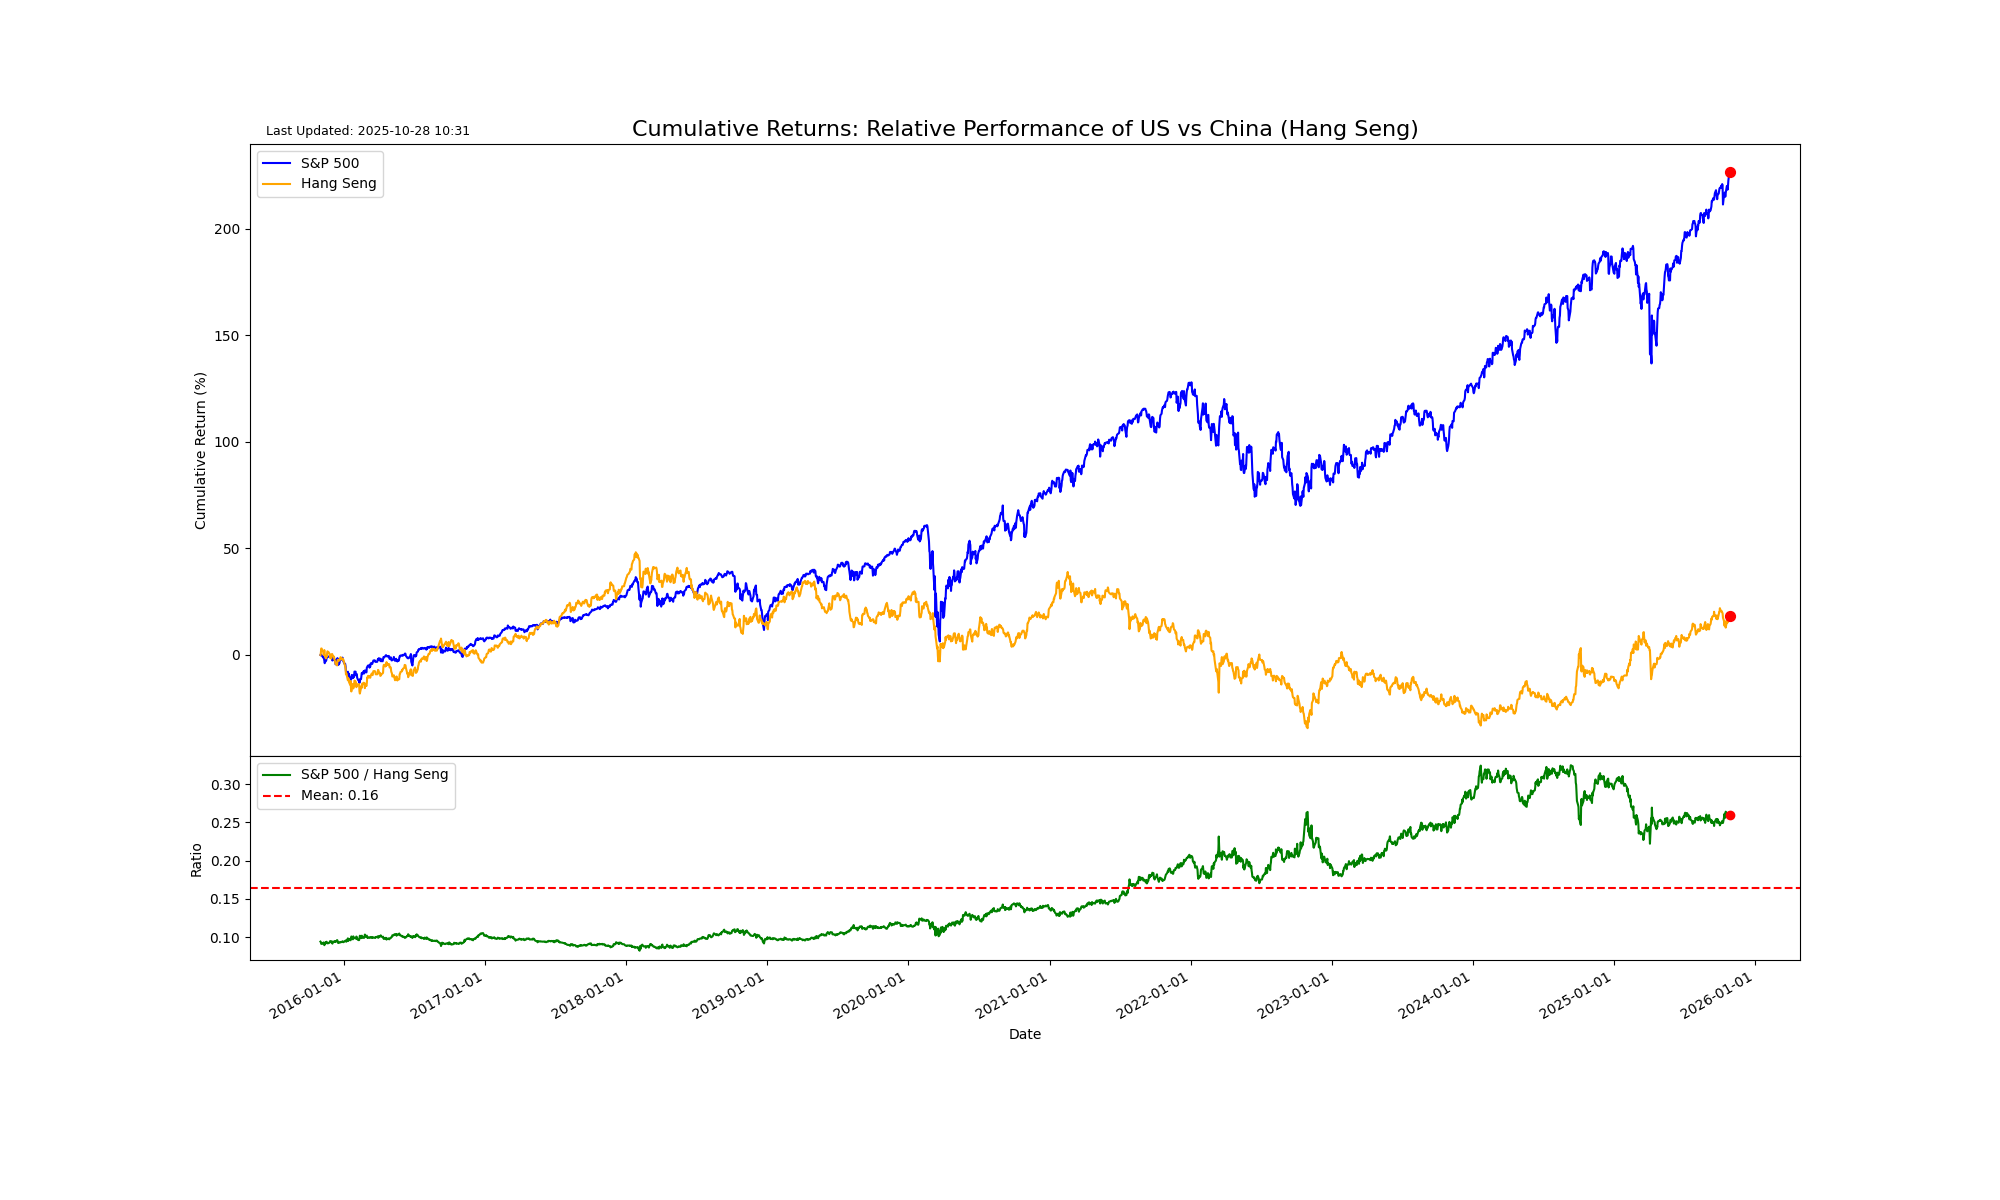 Last Updated: 2025-10-28 10:31
Cumulative Returns: Relative Performance of US vs China (Hang Seng)
S&P 500
Hang Seng
Cumulative Return (%)
200
150
100
50
0
S&P 500 / Hang Seng
Mean: 0.16
Ratio
0.30
0.25
0.20
0.15
0.10
2016-01-01
2017-01-01
2018-01-01
2019-01-01
2020-01-01
2021-01-01
2022-01-01
2023-01-01
2024-01-01
2025-01-01
2026-01-01
Date